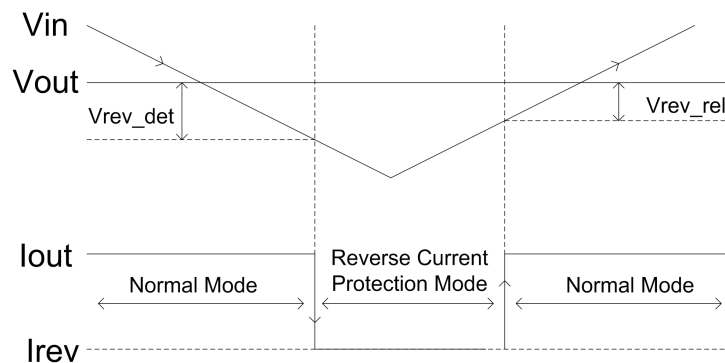 Vin
Vout
Vrev_det
Vrev_rel
Iout
Reverse Current
Protection Mode
Normal Mode
Normal Mode
Irev